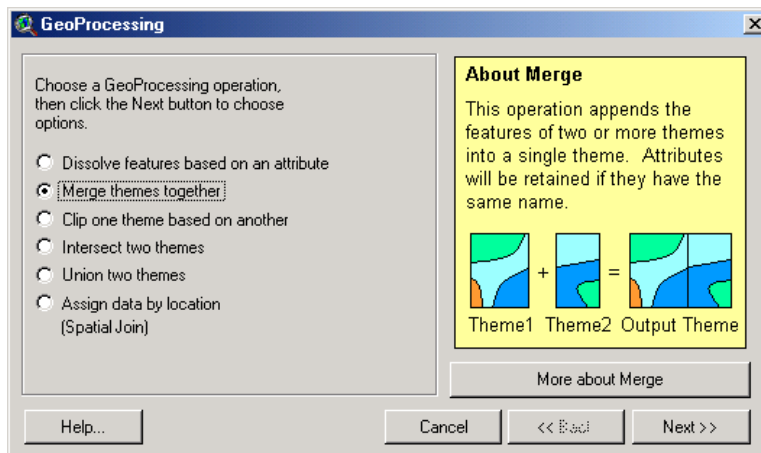 GeoProcessing
Choose a GeoProcessing operation,
then click the Next button to choose
options.
Dissolve features based on an attribute
Merge themes together
Clip one theme based on another
Intersect two themes
Union two themes
Assign data by location
(Spatial Join)
About Merge
This operation appends the
features of two or more themes
into a single theme. Attributes
will be retained if they have the
same name.
+ =
Theme1 Theme2 Output Theme
More about Merge
Help... Cancel << Back Next >>